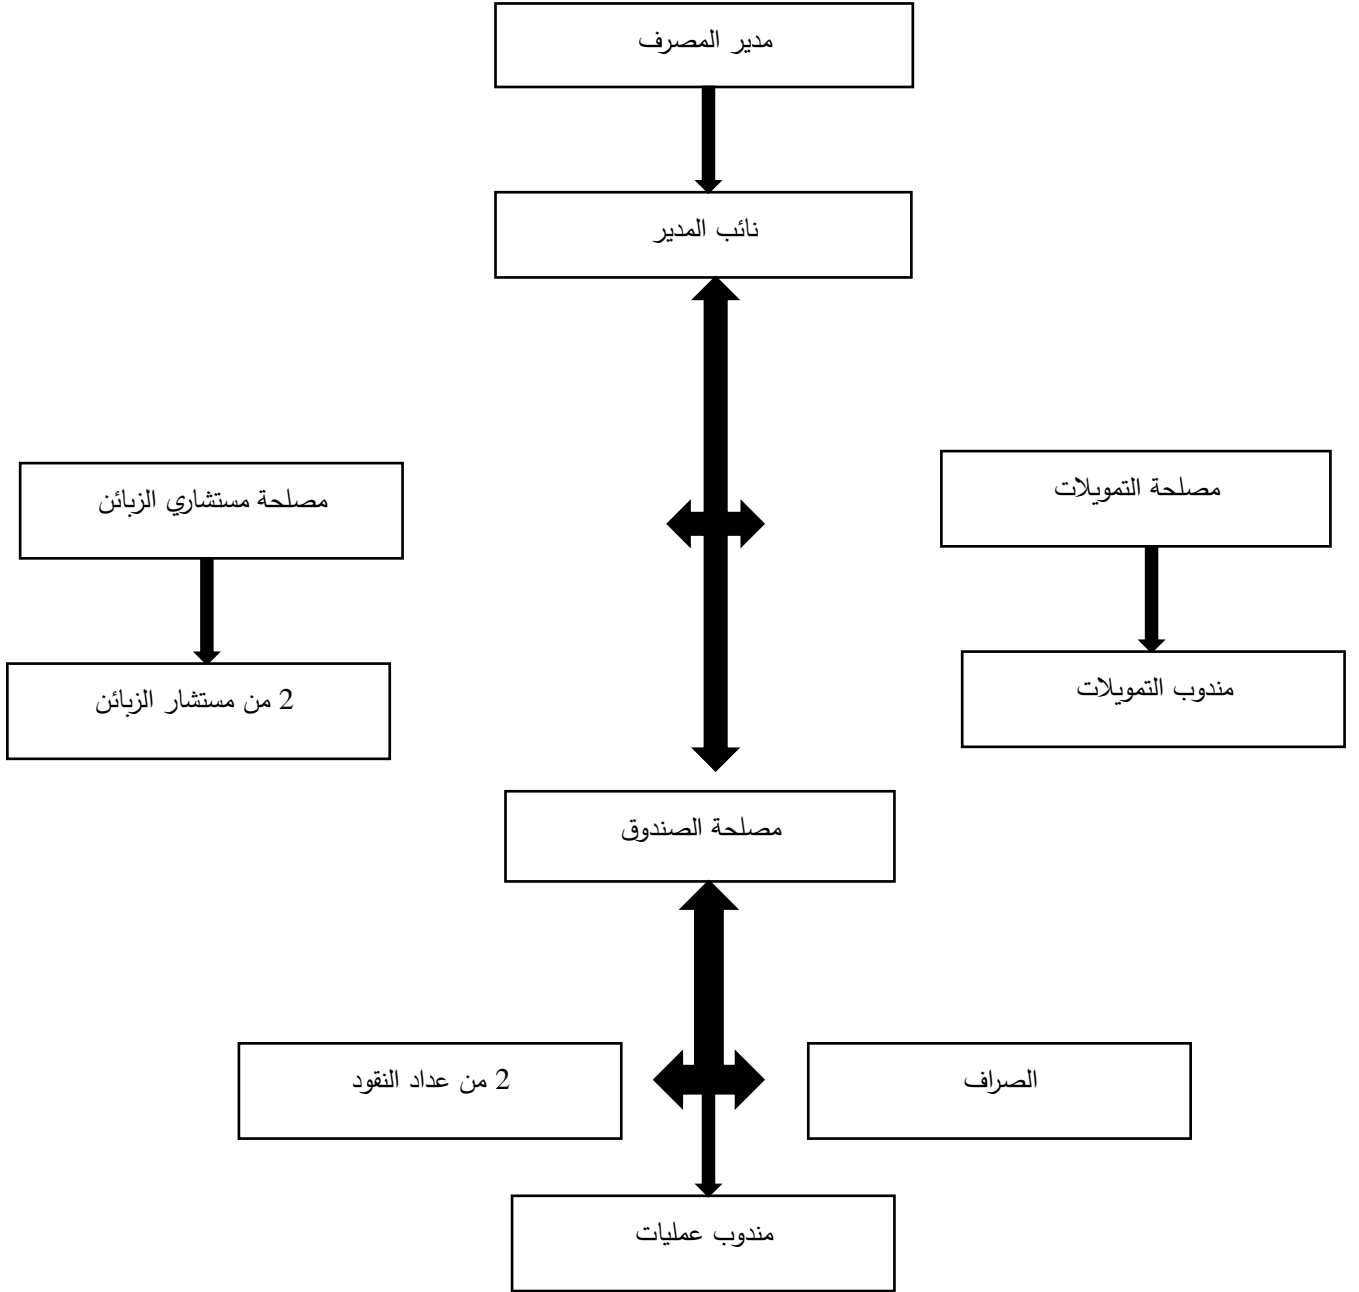 مدير المصرف
نائب المدير
مصلحة التمويلات
مصلحة مستشاري الزبائن
مندوب التمويلات
2 من مستشار الزبائن
مصلحة الصندوق
الصراف
2 من عداد النقود
مندوب عمليات